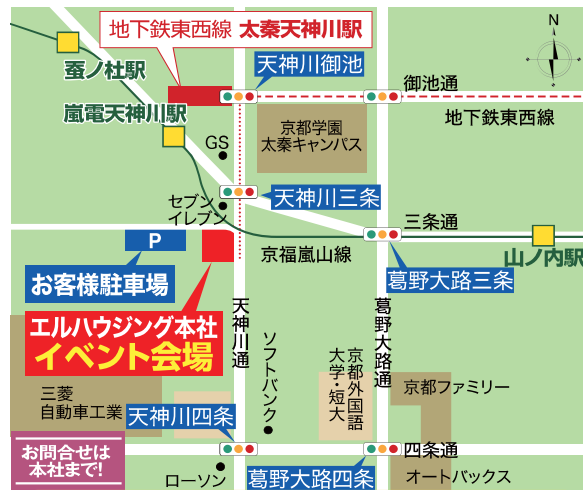 地下鉄東西線 太秦天神川駅
N
蚕ノ社駅
天神川御池
御池通
嵐電天神川駅
地下鉄東西線
京都学園
太秦キャンパス
GS
天神川三条
セブン
イレブン
三条通
P
京福嵐山線
山ノ内駅
お客様駐車場
葛野大路三条
エルハウジング本社
イベント会場
天神川通
葛野大路通
ソフトバンク
京都外国語
大学・短大
京都ファミリー
三菱
自動車工業
天神川四条
お問合せは
本社まで!
四条通
ローソン
葛野大路四条
オートバックス